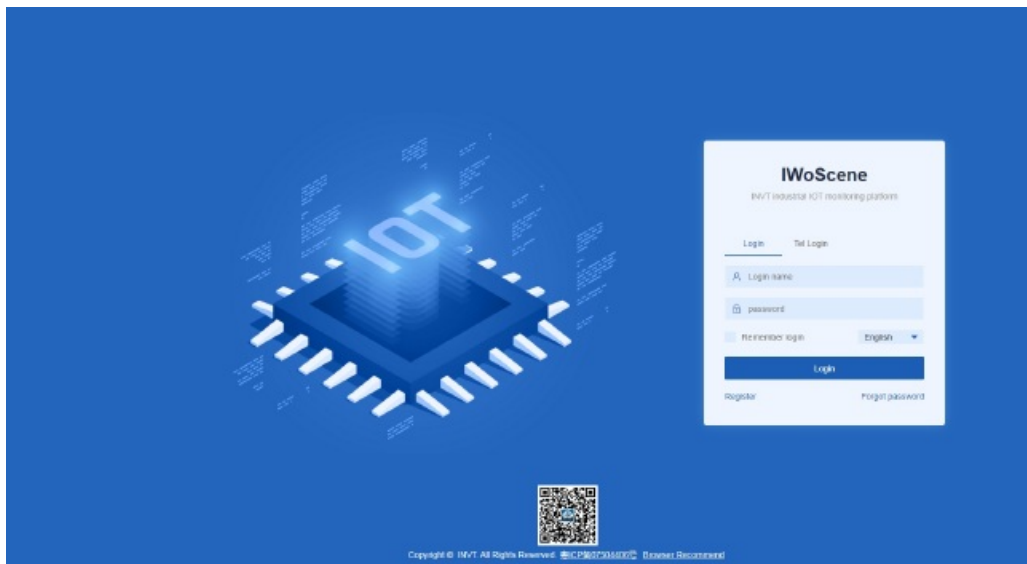 IOT
IWoScene
INVT industrial IOT monitoring platform
Login Tel Login
Login name
password
Remember login English
Login
Register Forgot password
Copyright © INVT. All Rights Reserved. Browser Recommend